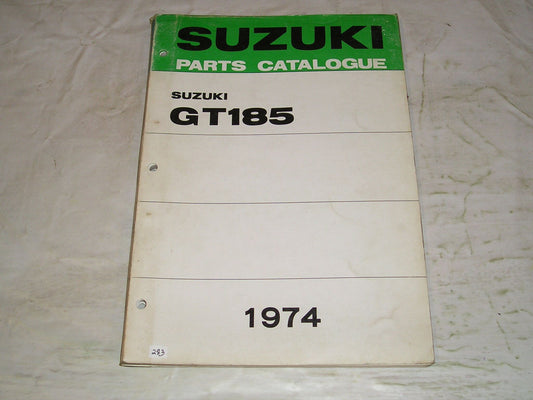 SUZUKI
PARTS CATALOGUE
SUZUKI
GT185
1974
283